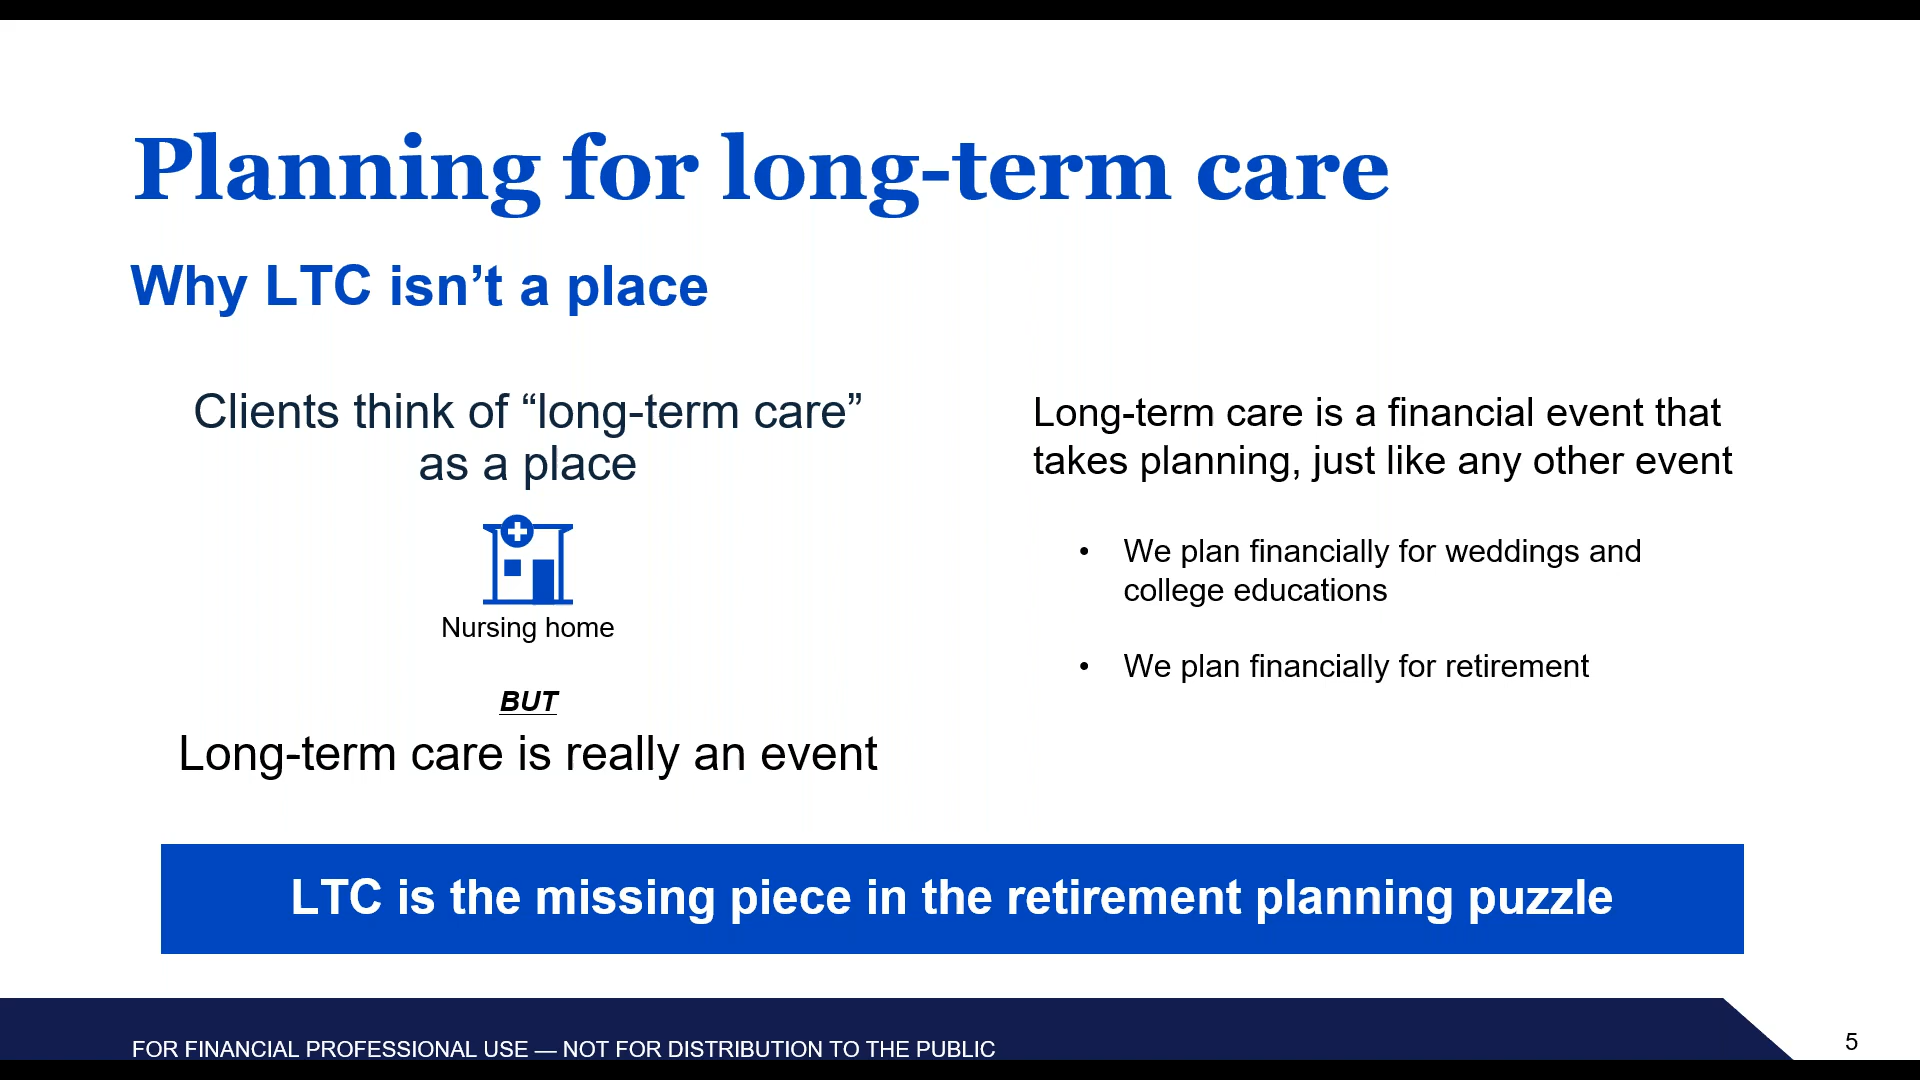 Planning for long-term care
Why LTC isn’t a place
Clients think of “long-term care”
as a place
Nursing home
BUT
Long-term care is really an event
Long-term care is a financial event that
takes planning, just like any other event
• We plan financially for weddings and
college educations
• We plan financially for retirement
LTC is the missing piece in the retirement planning puzzle
FOR FINANCIAL PROFESSIONAL USE — NOT FOR DISTRIBUTION TO THE PUBLIC
5